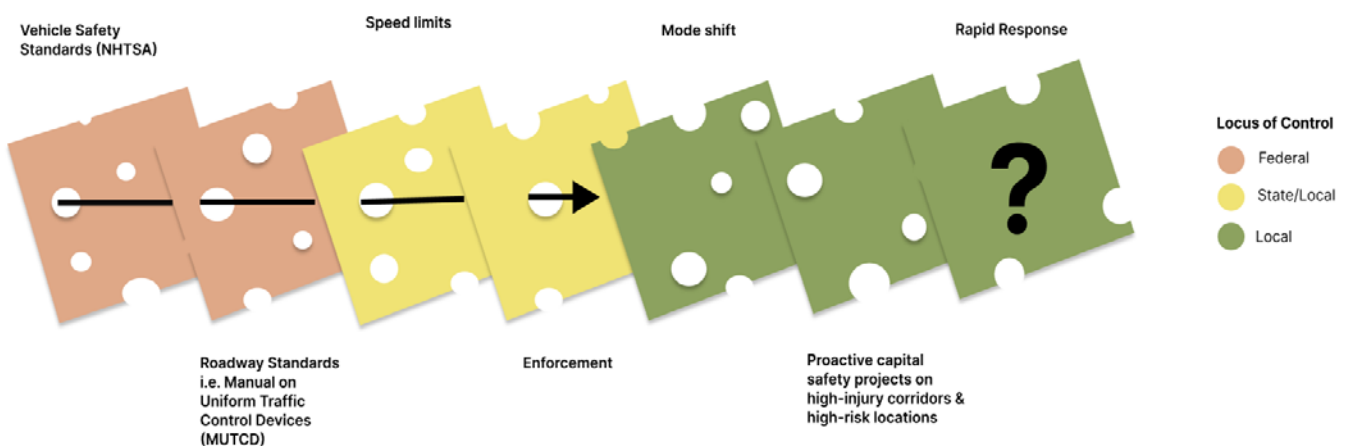 Vehicle Safety
Standards (NHTSA)
Speed limits
Mode shift
Rapid Response
?
Locus of Control
Federal
State/Local
Local
Roadway Standards
i.e. Manual on
Uniform Traffic
Control Devices
(MUTCD)
Enforcement
Proactive capital
safety projects on
high-injury corridors &
high-risk locations